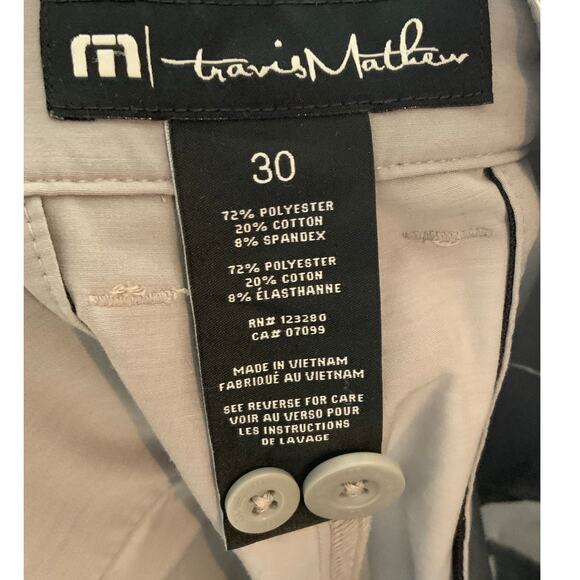 travisMathew
30
72% POLYESTER
20% COTTON
8% SPANDEX
72% POLYESTER
20% COTON
8% ÉLASTHANNE
RN# 123286
CA# 07099
MADE IN VIETNAM
FABRIQUÉ AU VIETNAM
SEE REVERSE FOR CARE
VOIR AU VERSO POUR
LES INSTRUCTIONS
DE LAVAGE